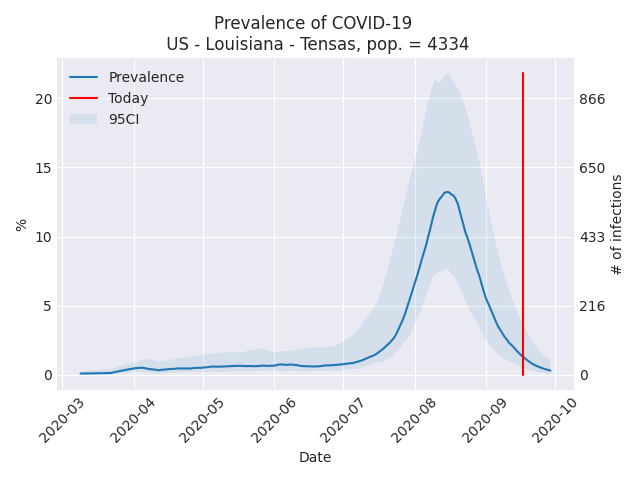 Prevalence of COVID-19
US - Louisiana - Tensas, pop. = 4334
Prevalence
Today
95CI
20
15
10
5
0
%
866
650
433
216
0
# of infections
2020-03
2020-04
2020-05
2020-06
2020-07
2020-08
2020-09
2020-10
Date